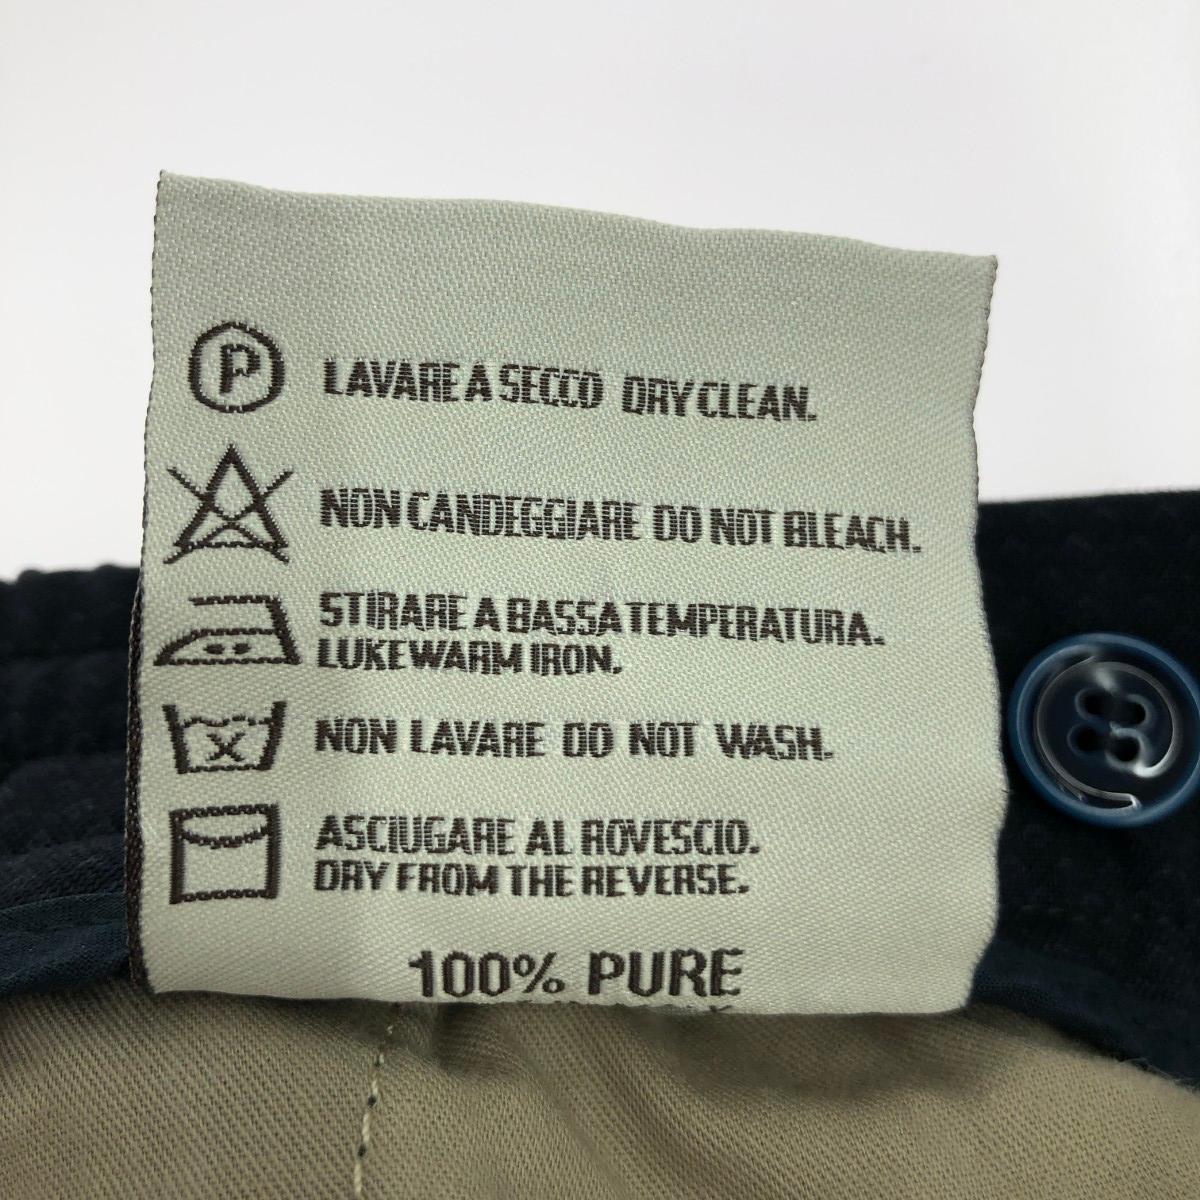 P LAVARE A SECCO DRY CLEAN.
NON CANDEGGIARE DO NOT BLEACH.
STIRARE A BASSA TEMPERATURA.
LUKEWARM IRON.
NON LAVARE DO NOT WASH.
ASCIUGARE AL ROVESCIO.
DRY FROM THE REVERSE.
100% PURE